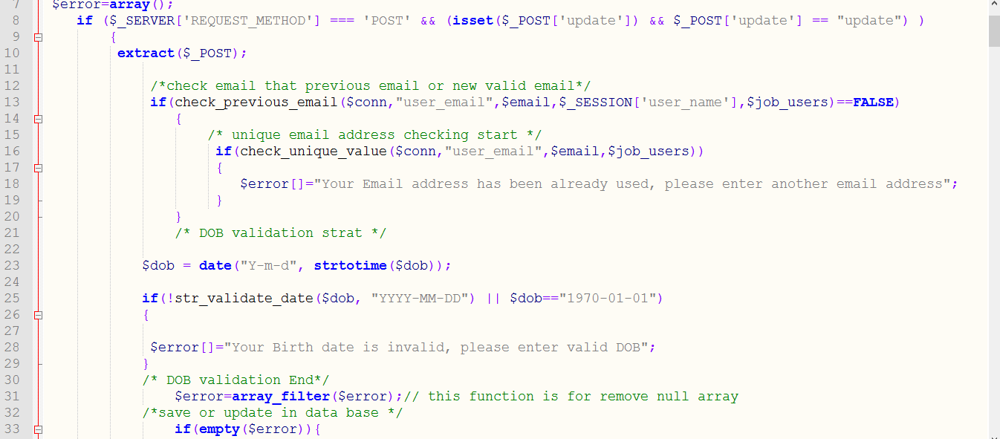 7 $error=array();
8 if ($_SERVER['REQUEST_METHOD'] === 'POST' && (isset($_POST['update']) && $_POST['update'] == "update") )
9 {
10 extract($_POST);
11
12 /*check email that previous email or new valid email*/
13 if(check_previous_email($conn,"user_email",$email,$_SESSION['user_name'],$job_users)==FALSE)
14 {
15 /* unique email address checking start */
16 if(check_unique_value($conn,"user_email",$email,$job_users))
17 {
18 $error[]="Your Email address has been already used, please enter another email address";
19 }
20 }
21 /* DOB validation strat */
22
23 $dob = date("Y-m-d", strtotime($dob));
24
25 if(!str_validate_date($dob, "YYYY-MM-DD") || $dob=="1970-01-01")
26 {
27
28 $error[]="Your Birth date is invalid, please enter valid DOB";
29 }
30 /* DOB validation End*/
31 $error=array_filter($error);// this function is for remove null array
32 /*save or update in data base */
33 if(empty($error)){